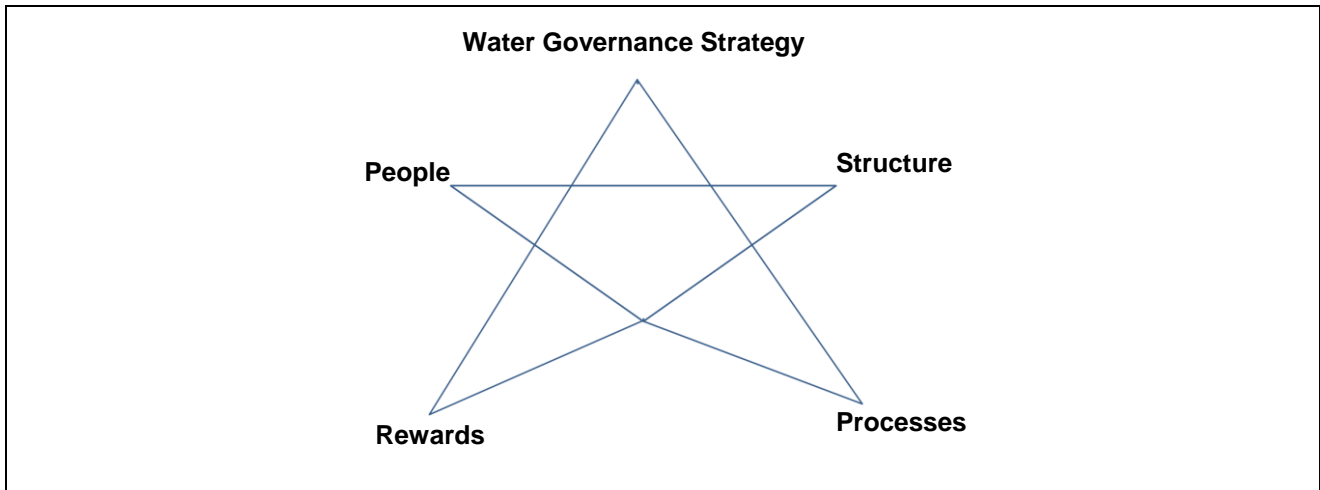 Water Governance Strategy
People
Structure
Rewards
Processes